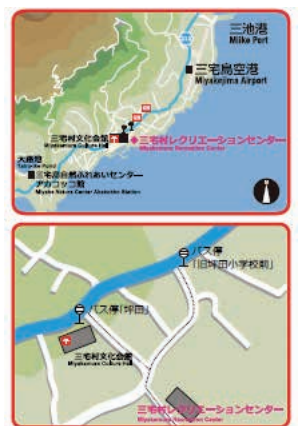 三池港
Miike Port
三宅島空港
Miyakejima Airport
三宅村文化会館
Miyakemura Culture Hall
三宅村レクリエーションセンター
Miyakemura Recreation Center
大路池
Tairo-ike Pond
三宅島自然ふれあいセンター
アカコッコ館
Miyake Nature Center Akakokko Station
バス停
「旧坪田小学校前」
バス停「坪田」
三宅村文化会館
Miyakemura Culture Hall
三宅村レクリエーションセンター
Miyakemura Recreation Center